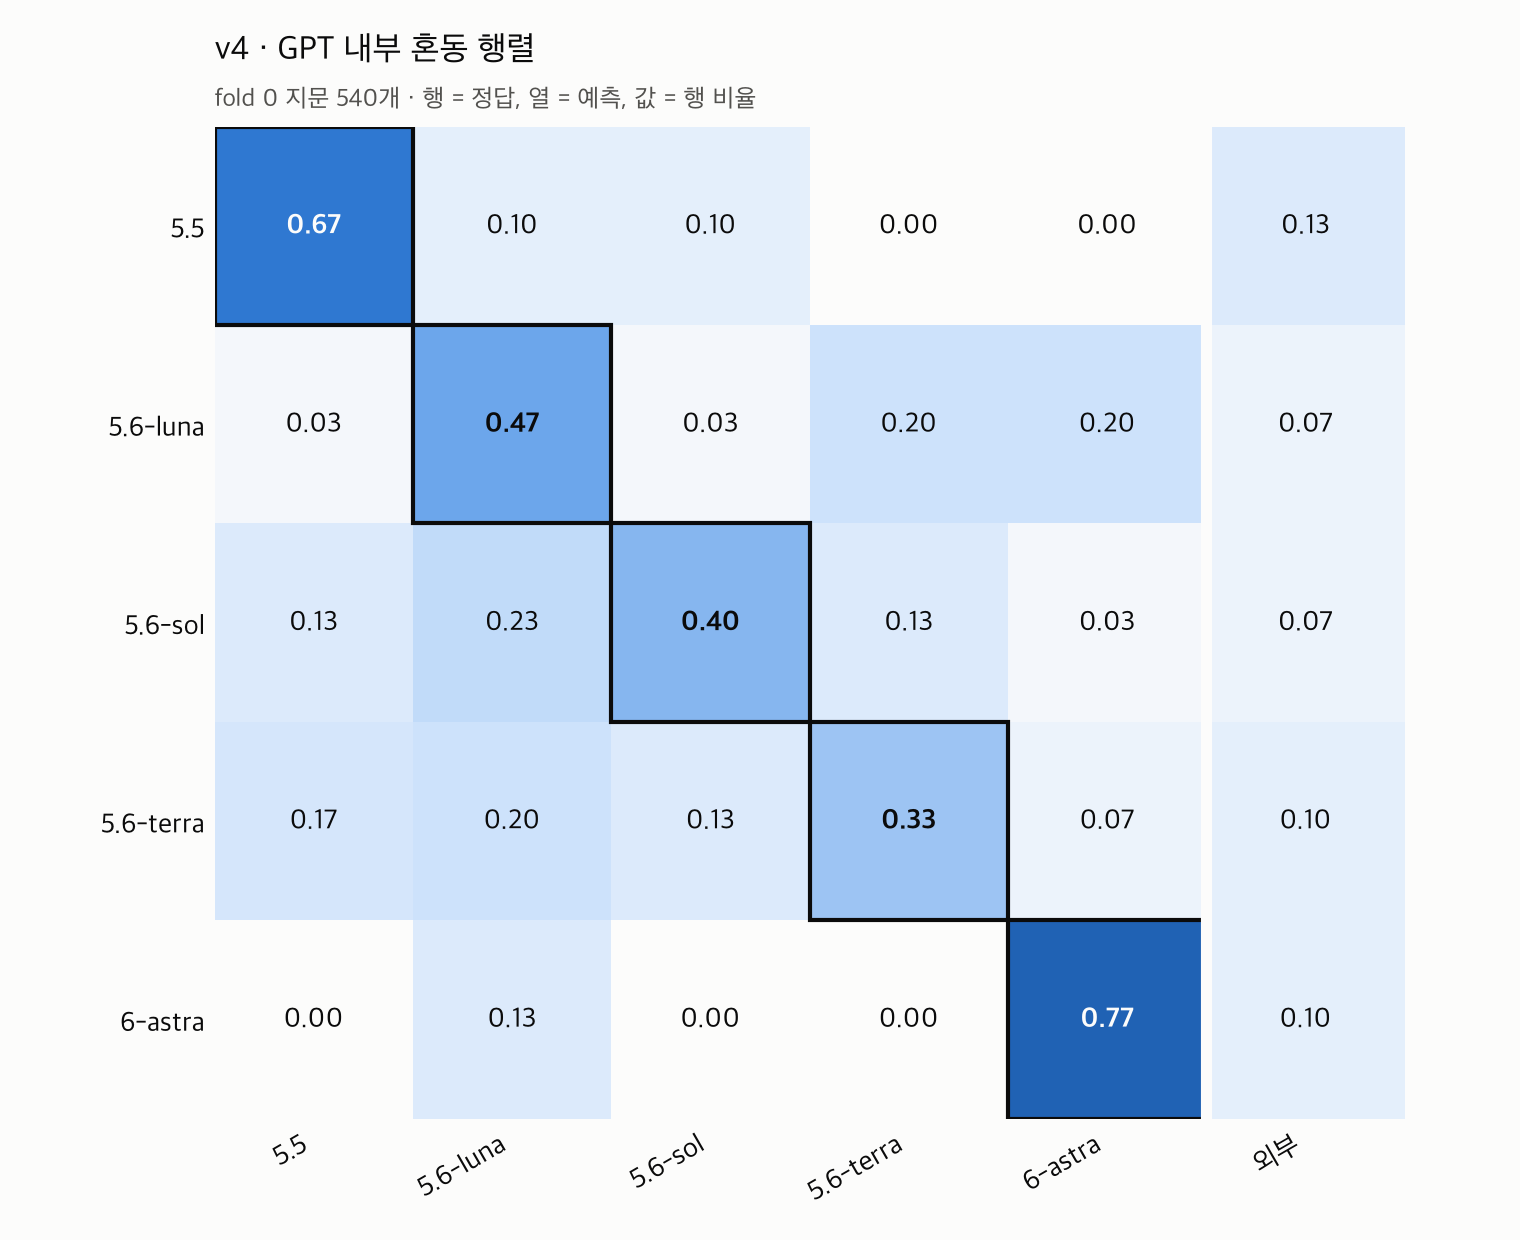 v4 · GPT 내부 혼동 행렬
fold 0 지문 540개 · 행 = 정답, 열 = 예측, 값 = 행 비율
5.5 0.67 0.10 0.10 0.00 0.00 0.13
5.6-luna 0.03 0.47 0.03 0.20 0.20 0.07
5.6-sol 0.13 0.23 0.40 0.13 0.03 0.07
5.6-terra 0.17 0.20 0.13 0.33 0.07 0.10
6-astra 0.00 0.13 0.00 0.00 0.77 0.10
5.5 5.6-luna 5.6-sol 5.6-terra 6-astra 외부